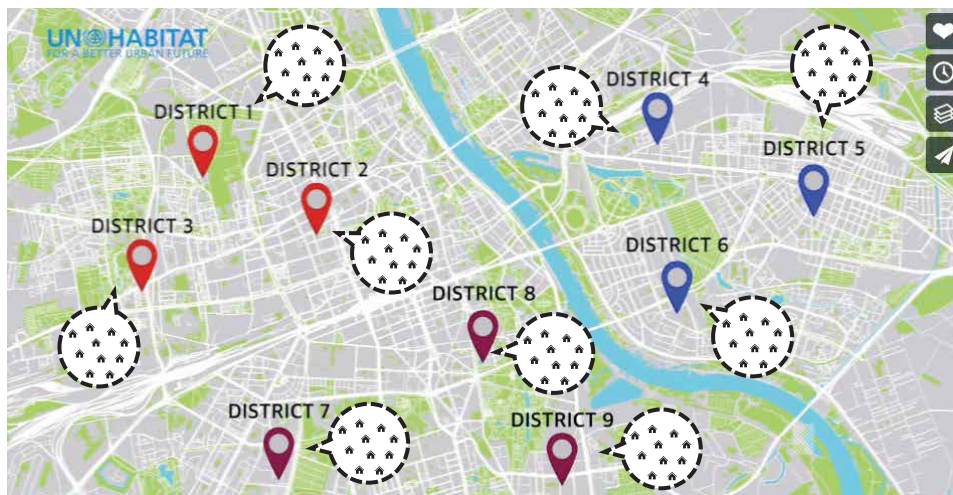 UN HABITAT
FOR A BETTER URBAN FUTURE
DISTRICT 1
DISTRICT 2
DISTRICT 3
DISTRICT 4
DISTRICT 5
DISTRICT 6
DISTRICT 8
DISTRICT 7
DISTRICT 9